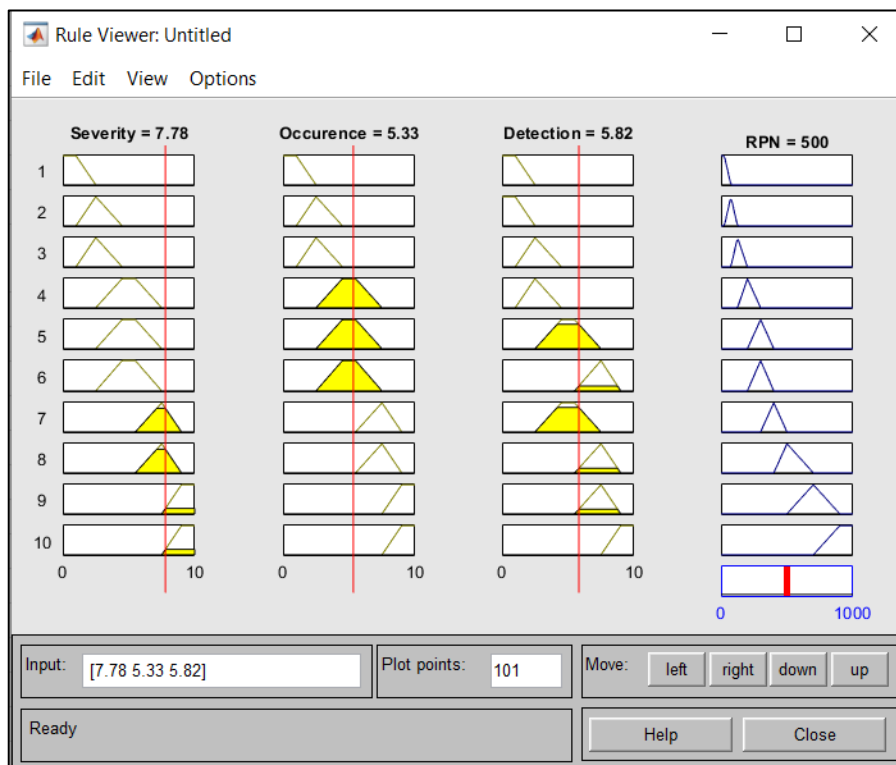 Rule Viewer: Untitled
File Edit View Options
Severity = 7.78 Occurence = 5.33 Detection = 5.82 RPN = 500
1
2
3
4
5
6
7
8
9
10
0 10 0 10 0 10
0 1000
Input: [7.78 5.33 5.82] Plot points: 101 Move: left right down up
Ready Help Close